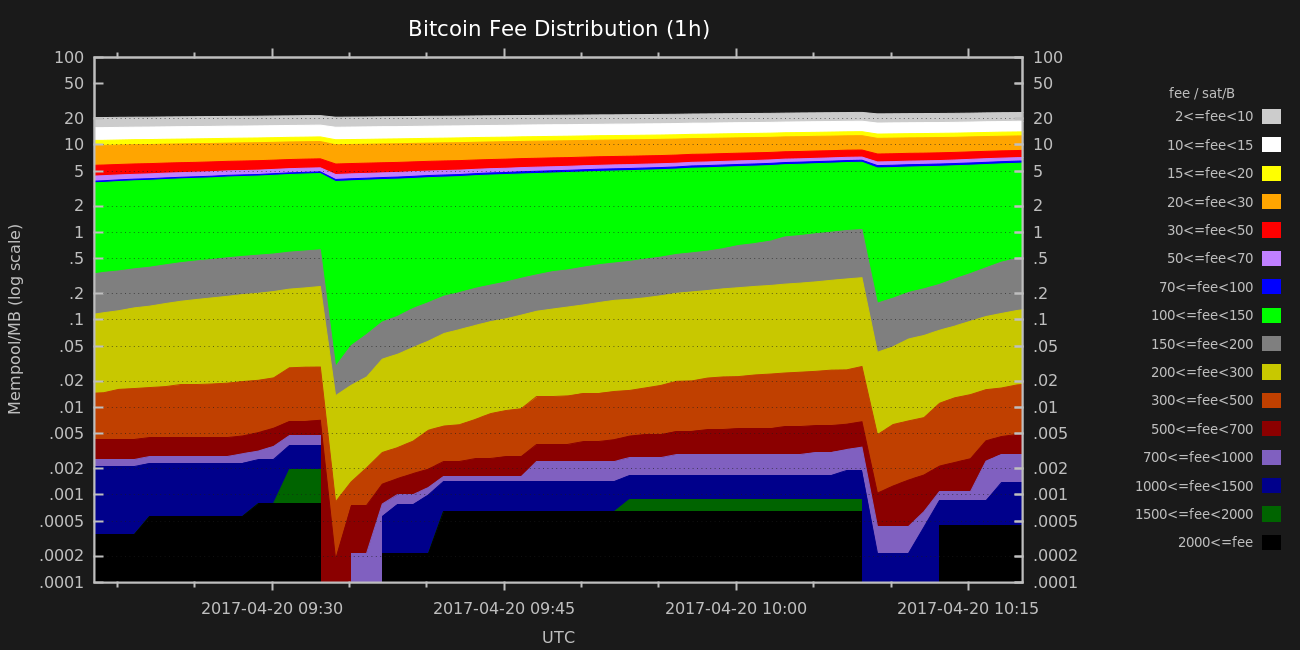 Bitcoin Fee Distribution (1h)
100
50
20
10
5
2
1
.5
.2
.1
.05
.02
.01
.005
.002
.001
.0005
.0002
.0001
Mempool/MB (log scale)
100
50
20
10
5
2
1
.5
.2
.1
.05
.02
.01
.005
.002
.001
.0005
.0002
.0001
2017-04-20 09:30
2017-04-20 09:45
2017-04-20 10:00
2017-04-20 10:15
UTC
fee / sat/B
2<=fee<10
10<=fee<15
15<=fee<20
20<=fee<30
30<=fee<50
50<=fee<70
70<=fee<100
100<=fee<150
150<=fee<200
200<=fee<300
300<=fee<500
500<=fee<700
700<=fee<1000
1000<=fee<1500
1500<=fee<2000
2000<=fee